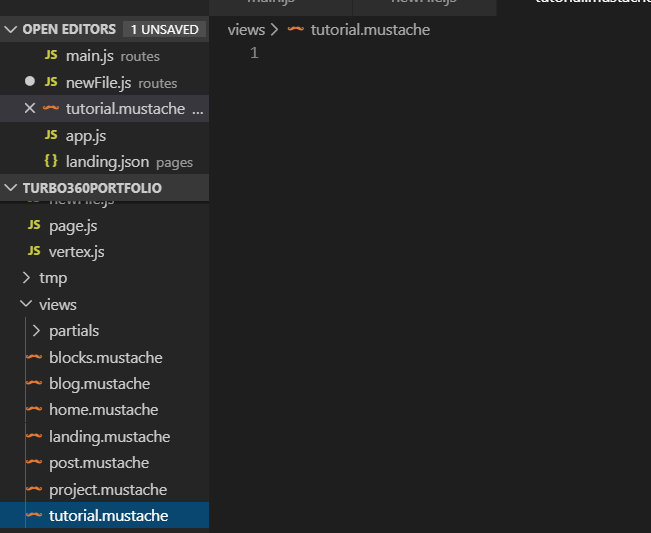 OPEN EDITORS 1 UNSAVED
JS main.js routes
JS newFile.js routes
tutorial.mustache ...
JS app.js
{ } landing.json pages
TURBO360PORTFOLIO
newFile.js
JS page.js
JS vertex.js
tmp
views
partials
blocks.mustache
blog.mustache
home.mustache
landing.mustache
post.mustache
project.mustache
tutorial.mustache
main.js newFile.js tutorial.mustache
views > tutorial.mustache
1